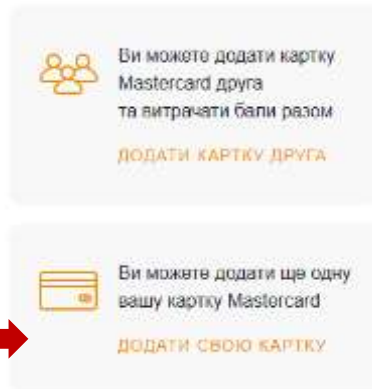 Ви можете додати картку
Mastercard друга
та витрачати бали разом
ДОДАТИ КАРТКУ ДРУГА
Ви можете додати ще одну
вашу картку Mastercard
ДОДАТИ СВОЮ КАРТКУ